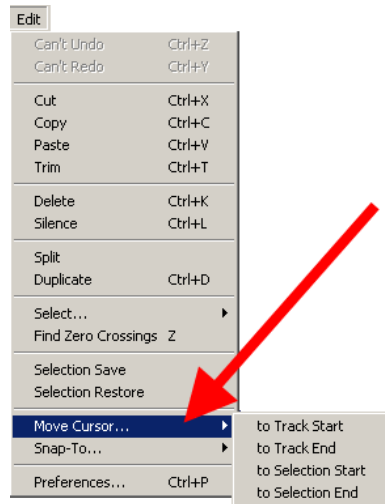 Edit
Can't Undo Ctrl+Z
Can't Redo Ctrl+Y
Cut Ctrl+X
Copy Ctrl+C
Paste Ctrl+V
Trim Ctrl+T
Delete Ctrl+K
Silence Ctrl+L
Split
Duplicate Ctrl+D
Select...
Find Zero Crossings Z
Selection Save
Selection Restore
Move Cursor... to Track Start
Snap-To... to Track End
to Selection Start
Preferences... Ctrl+P to Selection End